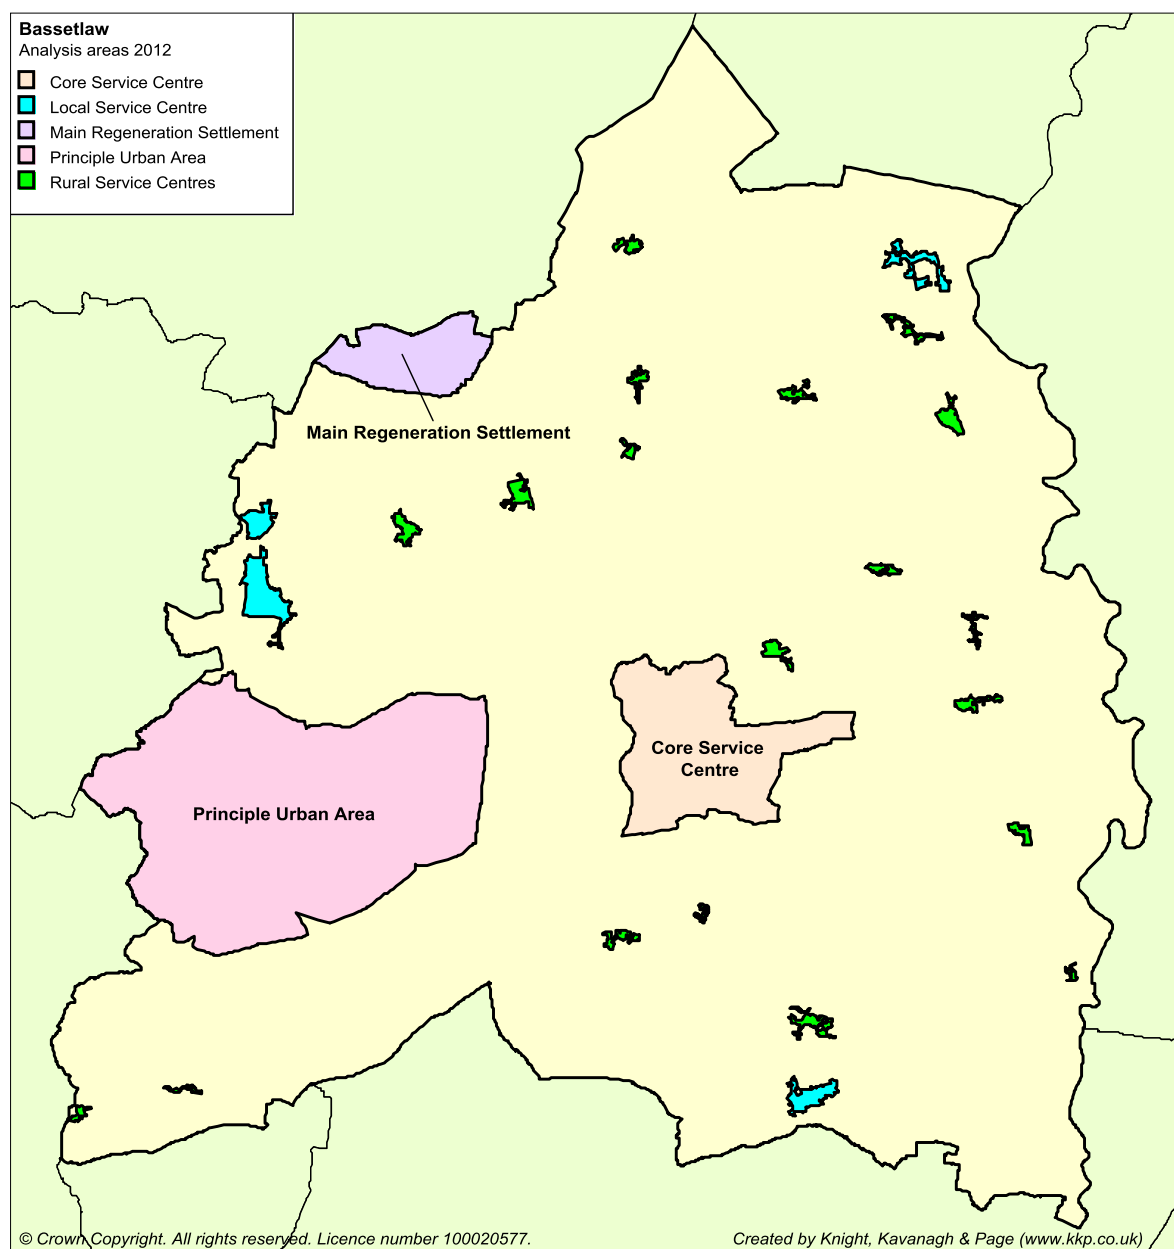 Bassetlaw
Analysis areas 2012
Core Service Centre
Local Service Centre
Main Regeneration Settlement
Principle Urban Area
Rural Service Centres
Main Regeneration Settlement
Core Service
Centre
Principle Urban Area
© Crown Copyright. All rights reserved. Licence number 100020577.
Created by Knight, Kavanagh & Page (www.kkp.co.uk)